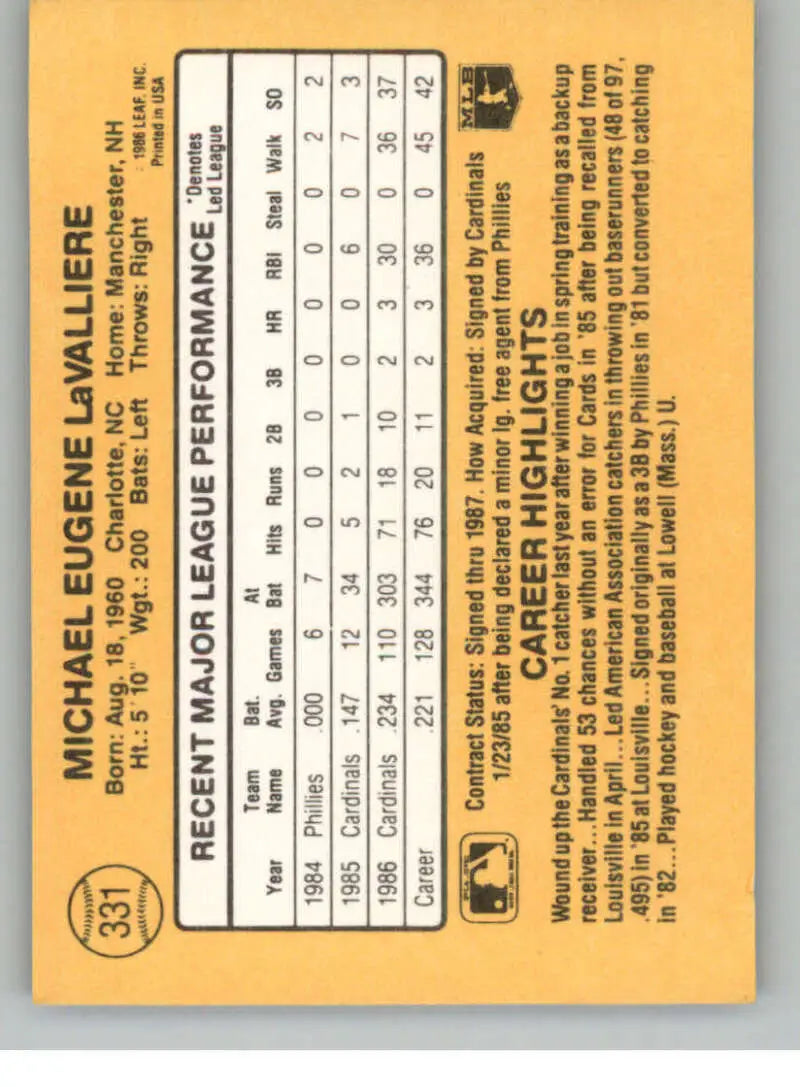 331
MICHAEL EUGENE LaVALLIERE
Born: Aug. 18, 1960 Charlotte, NC Home: Manchester, NH
Ht.: 5'10" Wgt.: 200 Bats: Left Throws: Right
1986 LEAF, INC.
Printed in USA
RECENT MAJOR LEAGUE PERFORMANCE *Denotes Led League
Year Team Name Bat. Avg. Games At Bat Hits Runs 2B 3B HR RBI Steal Walk SO
1984 Phillies .000 6 7 0 0 0 0 0 0 0 2 2
1985 Cardinals .147 12 34 5 2 1 0 0 6 0 7 3
1986 Cardinals .234 110 303 71 18 10 2 3 30 0 36 37
Career .221 128 344 76 20 11 2 3 36 0 45 42
Contract Status: Signed thru 1987. How Acquired: Signed by Cardinals
1/23/85 after being declared a minor lg. free agent from Phillies
MLB
CAREER HIGHLIGHTS
Wound up the Cardinals' No. 1 catcher last year after winning a job in spring training as a backup
receiver...Handled 53 chances without an error for Cards in '85 after being recalled from
Louisville in April...Led American Association catchers in throwing out baserunners (48 of 97,
.495) in '85 at Louisville...Signed originally as a 3B by Phillies in '81 but converted to catching
in '82...Played hockey and baseball at Lowell (Mass.) U.